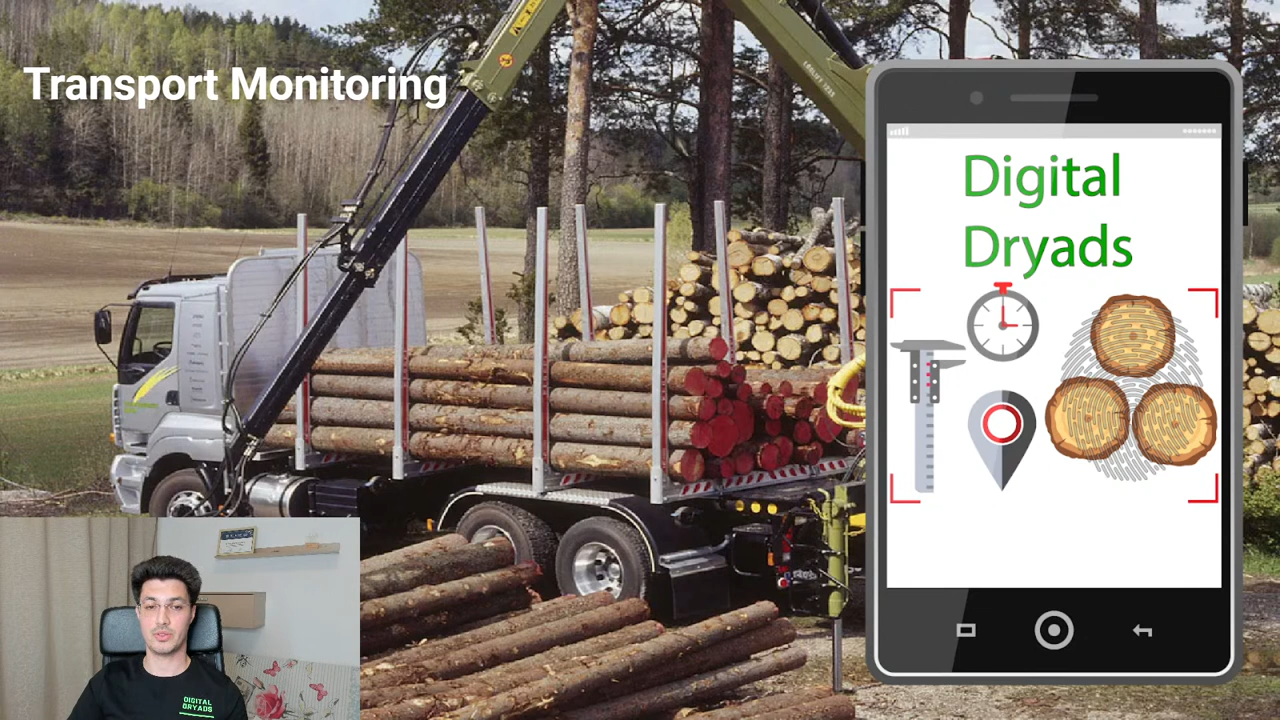 Transport Monitoring
Digital
Dryads
DIGITAL
DRYADS